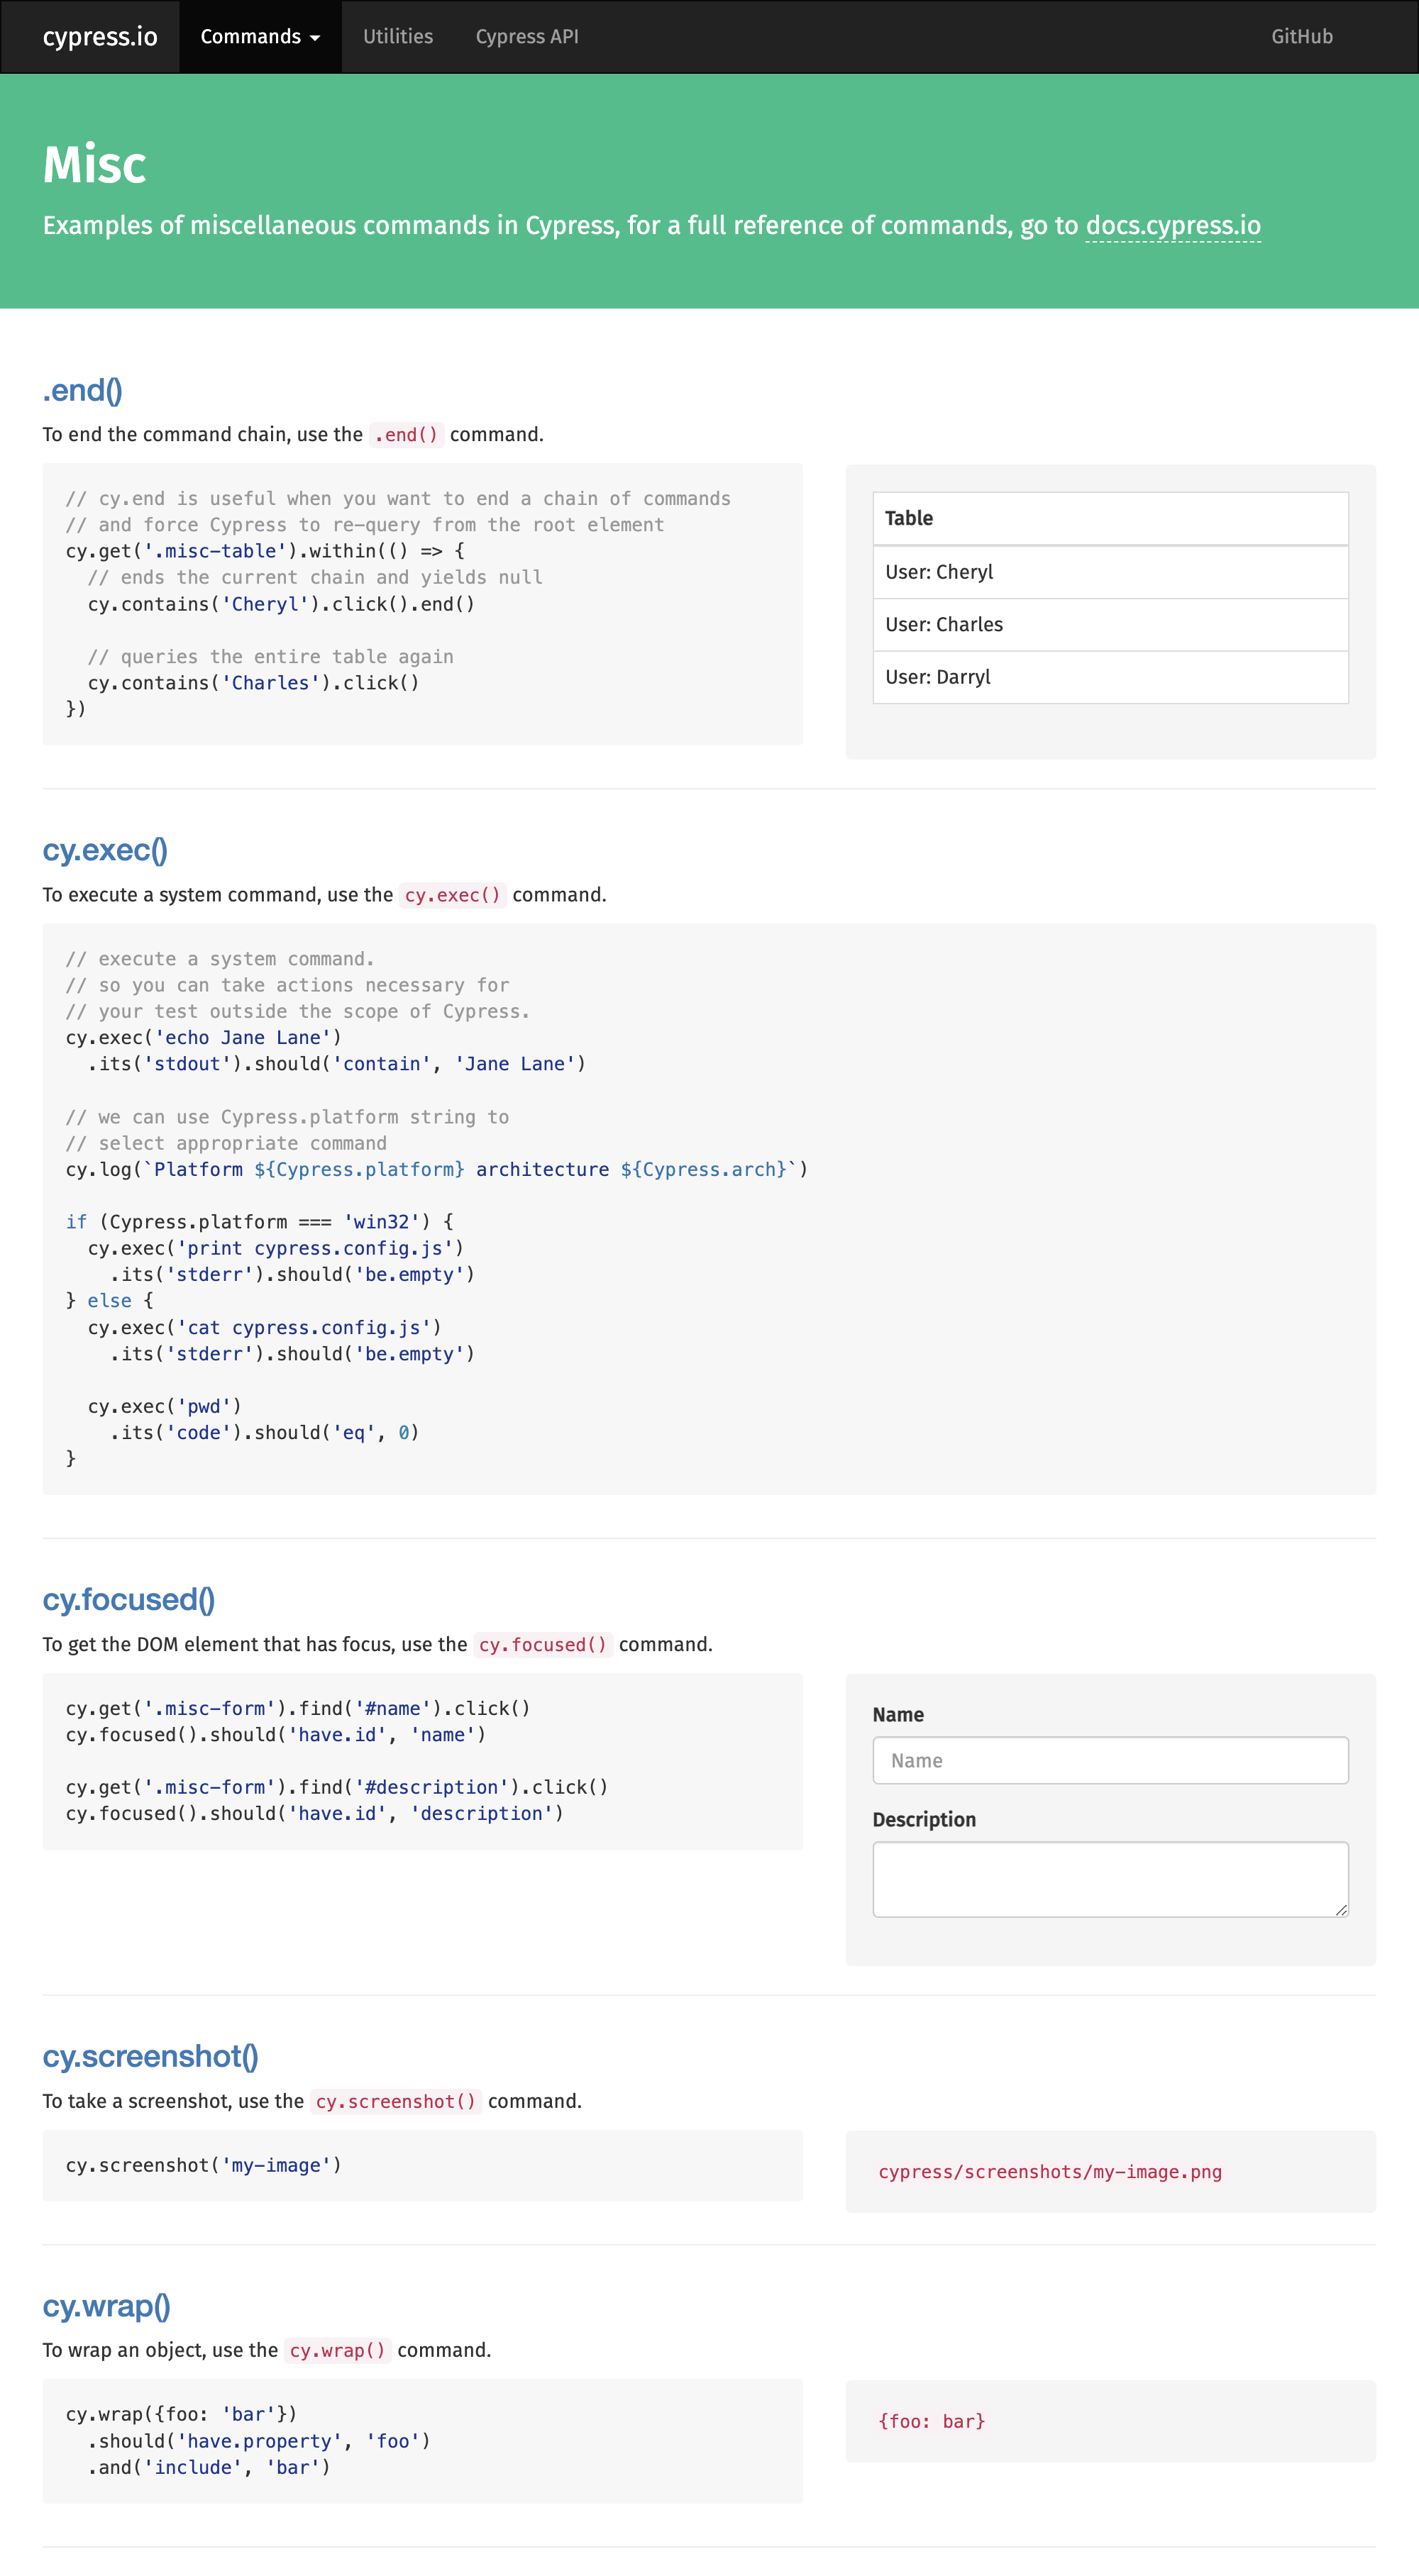 cypress.io
Commands
Utilities
Cypress API
GitHub
Misc
Examples of miscellaneous commands in Cypress, for a full reference of commands, go to docs.cypress.io
.end()
To end the command chain, use the .end() command.
// cy.end is useful when you want to end a chain of commands
// and force Cypress to re-query from the root element
cy.get('.misc-table').within(() => {
  // ends the current chain and yields null
  cy.contains('Cheryl').click().end()
  // queries the entire table again
  cy.contains('Charles').click()
})
Table
User: Cheryl
User: Charles
User: Darryl
cy.exec()
To execute a system command, use the cy.exec() command.
// execute a system command.
// so you can take actions necessary for
// your test outside the scope of Cypress.
cy.exec('echo Jane Lane')
  .its('stdout').should('contain', 'Jane Lane')
// we can use Cypress.platform string to
// select appropriate command
cy.log(`Platform ${Cypress.platform} architecture ${Cypress.arch}`)
if (Cypress.platform === 'win32') {
  cy.exec('print cypress.config.js')
    .its('stderr').should('be.empty')
} else {
  cy.exec('cat cypress.config.js')
    .its('stderr').should('be.empty')
  cy.exec('pwd')
    .its('code').should('eq', 0)
}
cy.focused()
To get the DOM element that has focus, use the cy.focused() command.
cy.get('.misc-form').find('#name').click()
cy.focused().should('have.id', 'name')
cy.get('.misc-form').find('#description').click()
cy.focused().should('have.id', 'description')
Name
Name
Description
cy.screenshot()
To take a screenshot, use the cy.screenshot() command.
cy.screenshot('my-image')
cypress/screenshots/my-image.png
cy.wrap()
To wrap an object, use the cy.wrap() command.
cy.wrap({foo: 'bar'})
  .should('have.property', 'foo')
  .and('include', 'bar')
{foo: bar}